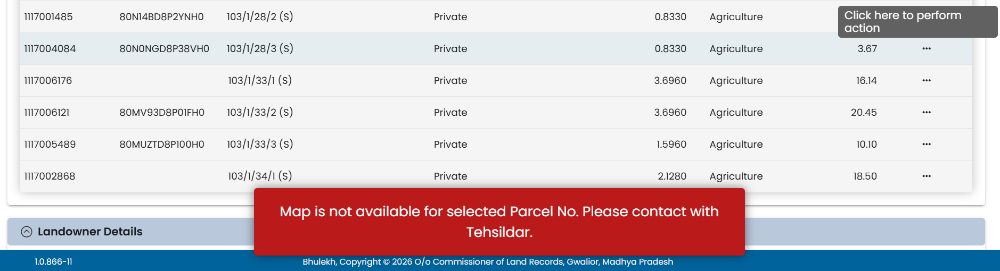 1117001485 80N14BD8P2YNH0 103/1/28/2 (S) Private 0.8330 Agriculture
Click here to perform
action
1117004084 80N0NGD8P38VH0 103/1/28/3 (S) Private 0.8330 Agriculture 3.67 •••
1117006176 103/1/33/1 (S) Private 3.6960 Agriculture 16.14 •••
1117006121 80MV93D8P01FH0 103/1/33/2 (S) Private 3.6960 Agriculture 20.45 •••
1117005489 80MUZTD8P100H0 103/1/33/3 (S) Private 1.5960 Agriculture 10.10 •••
1117002868 103/1/34/1 (S) Private 2.1280 Agriculture 18.50 •••
Map is not available for selected Parcel No. Please contact with
Tehsildar.
Landowner Details
1.0.866-11 Bhulekh, Copyright © 2026 O/o Commissioner of Land Records, Gwalior, Madhya Pradesh